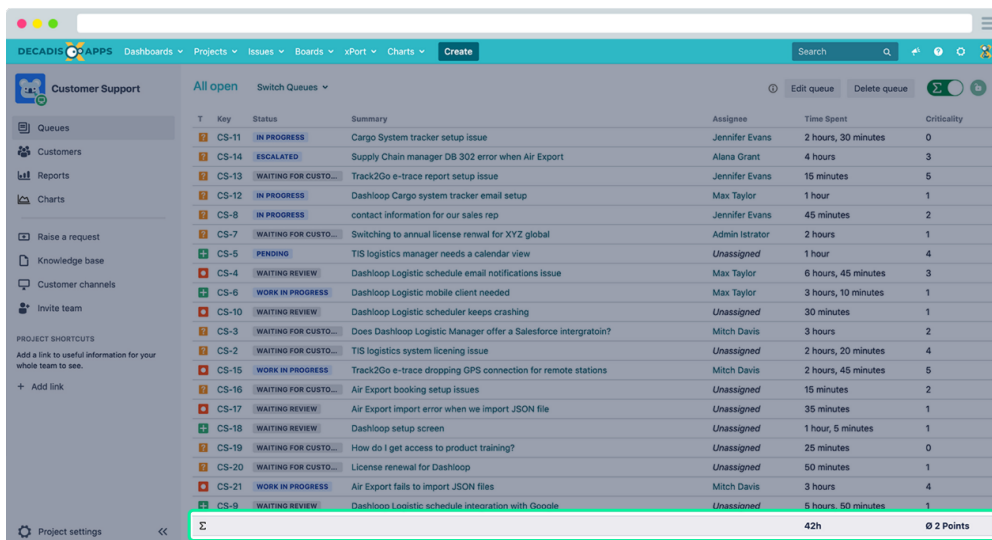 DECADIS APPS Dashboards Projects Issues Boards xPort Charts Create Search
Customer Support
Queues
Customers
Reports
Charts
Raise a request
Knowledge base
Customer channels
Invite team
PROJECT SHORTCUTS
Add a link to useful information for your
whole team to see.
+ Add link
Project settings
All open Switch Queues Edit queue Delete queue Σ
T Key Status Summary Assignee Time Spent Criticality
CS-11 IN PROGRESS Cargo System tracker setup issue Jennifer Evans 2 hours, 30 minutes 0
CS-14 ESCALATED Supply Chain manager DB 302 error when Air Export Alana Grant 4 hours 3
CS-13 WAITING FOR CUSTO... Track2Go e-trace report setup issue Jennifer Evans 15 minutes 5
CS-12 IN PROGRESS Dashloop Cargo system tracker email setup Max Taylor 1 hour 1
CS-8 IN PROGRESS contact information for our sales rep Jennifer Evans 45 minutes 2
CS-7 WAITING FOR CUSTO... Switching to annual license renwal for XYZ global Admin Istrator 2 hours 1
CS-5 PENDING TIS logistics manager needs a calendar view Unassigned 1 hour 4
CS-4 WAITING REVIEW Dashloop Logistic schedule email notifications issue Max Taylor 6 hours, 45 minutes 3
CS-6 WORK IN PROGRESS Dashloop Logistic mobile client needed Max Taylor 3 hours, 10 minutes 1
CS-10 WAITING REVIEW Dashloop Logistic scheduler keeps crashing Unassigned 30 minutes 1
CS-3 WAITING FOR CUSTO... Does Dashloop Logistic Manager offer a Salesforce intergratoin? Mitch Davis 3 hours 2
CS-2 WAITING FOR CUSTO... TIS logistics system licening issue Unassigned 2 hours, 20 minutes 4
CS-15 WORK IN PROGRESS Track2Go e-trace dropping GPS connection for remote stations Mitch Davis 2 hours, 45 minutes 5
CS-16 WAITING FOR CUSTO... Air Export booking setup issues Unassigned 15 minutes 2
CS-17 WAITING REVIEW Air Export import error when we import JSON file Unassigned 35 minutes 1
CS-18 WAITING REVIEW Dashloop setup screen Unassigned 1 hour, 5 minutes 1
CS-19 WAITING FOR CUSTO... How do I get access to product training? Unassigned 25 minutes 0
CS-20 WAITING FOR CUSTO... License renewal for Dashloop Unassigned 50 minutes 1
CS-21 WORK IN PROGRESS Air Export fails to import JSON files Mitch Davis 3 hours 4
CS-9 WAITING REVIEW Dashloop Logistic schedule integration with Google Unassigned 5 hours, 50 minutes 1
Σ 42h Ø 2 Points